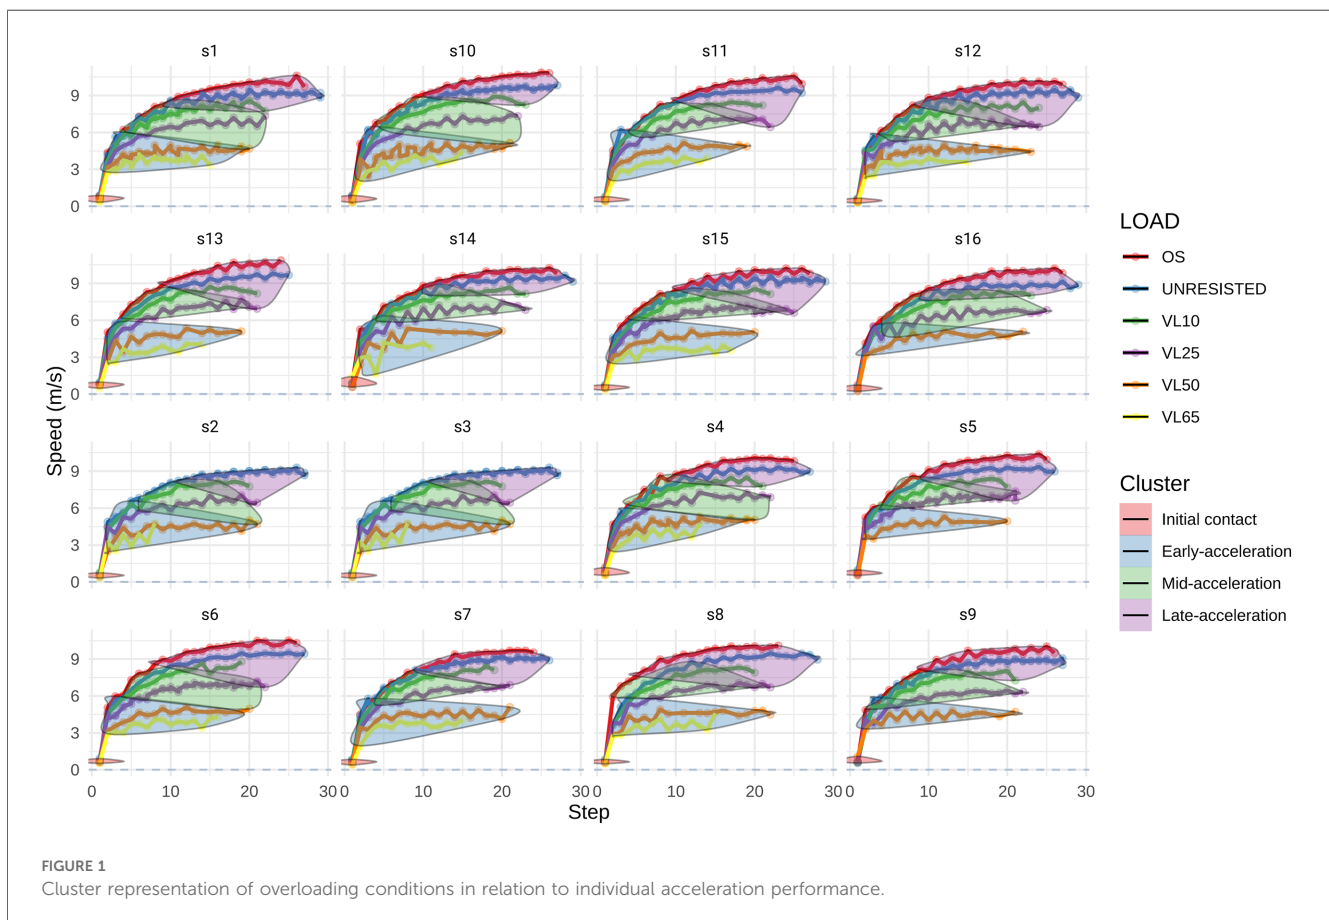 s1 s10 s11 s12
9
6
3
0
s13 s14 s15 s16
9
6
3
0
s2 s3 s4 s5
9
6
3
0
s6 s7 s8 s9
9
6
3
0
0 10 20 30 0 10 20 30 0 10 20 30 0 10 20 30
Step
Speed (m/s)
LOAD
OS
UNRESISTED
VL10
VL25
VL50
VL65
Cluster
Initial contact
Early-acceleration
Mid-acceleration
Late-acceleration
FIGURE 1
Cluster representation of overloading conditions in relation to individual acceleration performance.